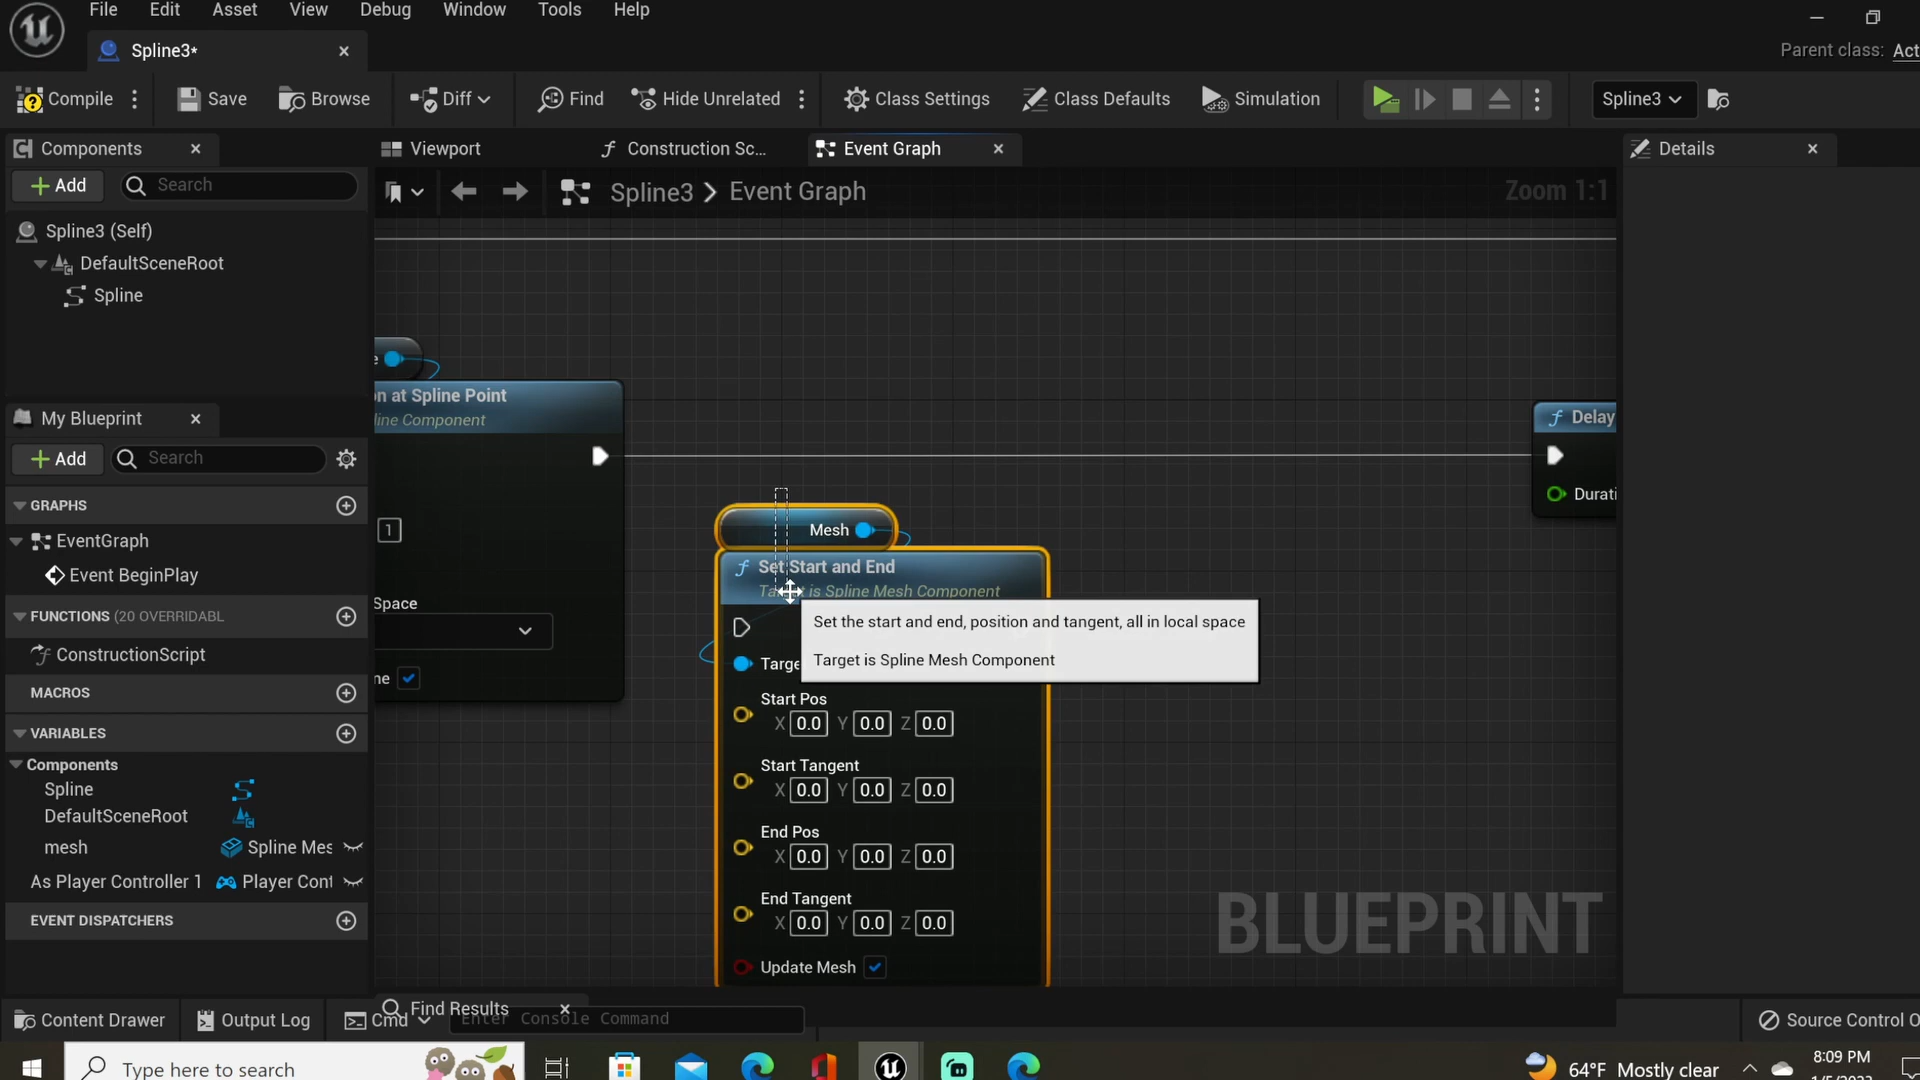 File Edit Asset View Debug Window Tools Help
Spline3*
Parent class: Act
Compile Save Browse Diff Find Hide Unrelated Class Settings Class Defaults Simulation Spline3
Components
Viewport Construction Sc... Event Graph Details
Add Search
Spline3 > Event Graph
Zoom 1:1
Spline3 (Self)
DefaultSceneRoot
Spline
e
n at Spline Point
line Component
1
Space
ne
Delay
Durati
Mesh
Set Start and End
Target is Spline Mesh Component
Set the start and end, position and tangent, all in local space
Target is Spline Mesh Component
Targe
Start Pos
X 0.0 Y 0.0 Z 0.0
Start Tangent
X 0.0 Y 0.0 Z 0.0
End Pos
X 0.0 Y 0.0 Z 0.0
End Tangent
X 0.0 Y 0.0 Z 0.0
Update Mesh
BLUEPRINT
My Blueprint
Add Search
GRAPHS
EventGraph
Event BeginPlay
FUNCTIONS (20 OVERRIDABL
ConstructionScript
MACROS
VARIABLES
Components
Spline
DefaultSceneRoot
mesh Spline Mes
As Player Controller 1 Player Cont
EVENT DISPATCHERS
Find Results
Content Drawer Output Log Cmd Enter Console Command Source Control O
Type here to search
64°F Mostly clear
8:09 PM